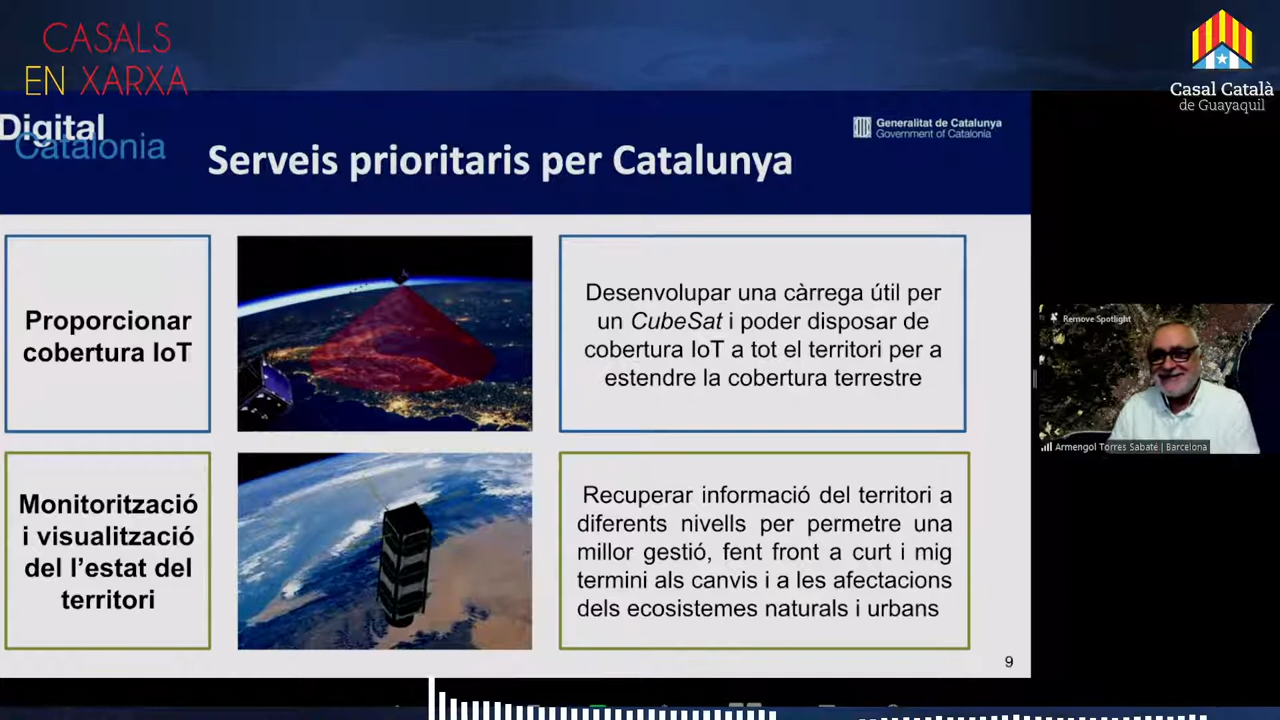 CASALS
EN XARXA
Casal Català
de Guayaquil
Digital
Catalonia
Generalitat de Catalunya
Government of Catalonia
Serveis prioritaris per Catalunya
Proporcionar
cobertura IoT
Desenvolupar una càrrega útil per
un CubeSat i poder disposar de
cobertura IoT a tot el territori per a
estendre la cobertura terrestre
Remove Spotlight
Armengol Torres Sabaté | Barcelona
Monitorització
i visualització
del l’estat del
territori
Recuperar informació del territori a
diferents nivells per permetre una
millor gestió, fent front a curt i mig
termini als canvis i a les afectacions
dels ecosistemes naturals i urbans
9